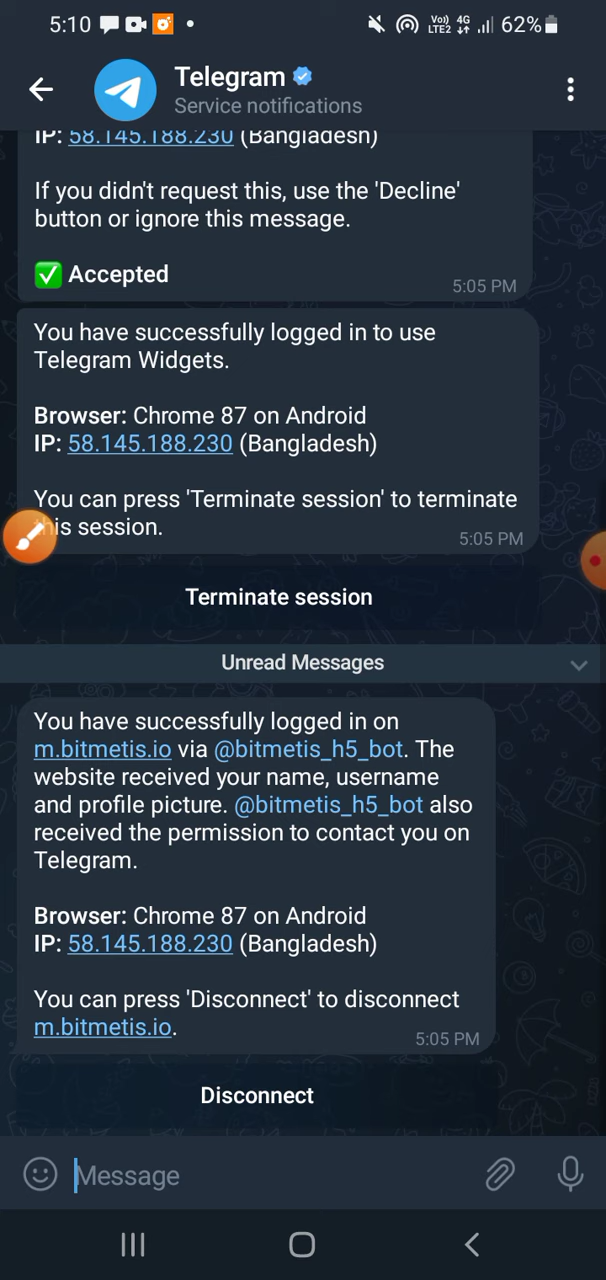 5:10
Vo)) 4G
LTE2
62%
Telegram
Service notifications
IP: 58.145.188.230 (Bangladesh)
If you didn't request this, use the 'Decline'
button or ignore this message.
✅ Accepted
5:05 PM
You have successfully logged in to use
Telegram Widgets.
Browser: Chrome 87 on Android
IP: 58.145.188.230 (Bangladesh)
You can press 'Terminate session' to terminate
this session.
5:05 PM
Terminate session
Unread Messages
You have successfully logged in on
m.bitmetis.io via @bitmetis_h5_bot. The
website received your name, username
and profile picture. @bitmetis_h5_bot also
received the permission to contact you on
Telegram.
Browser: Chrome 87 on Android
IP: 58.145.188.230 (Bangladesh)
You can press 'Disconnect' to disconnect
m.bitmetis.io.
5:05 PM
Disconnect
Message